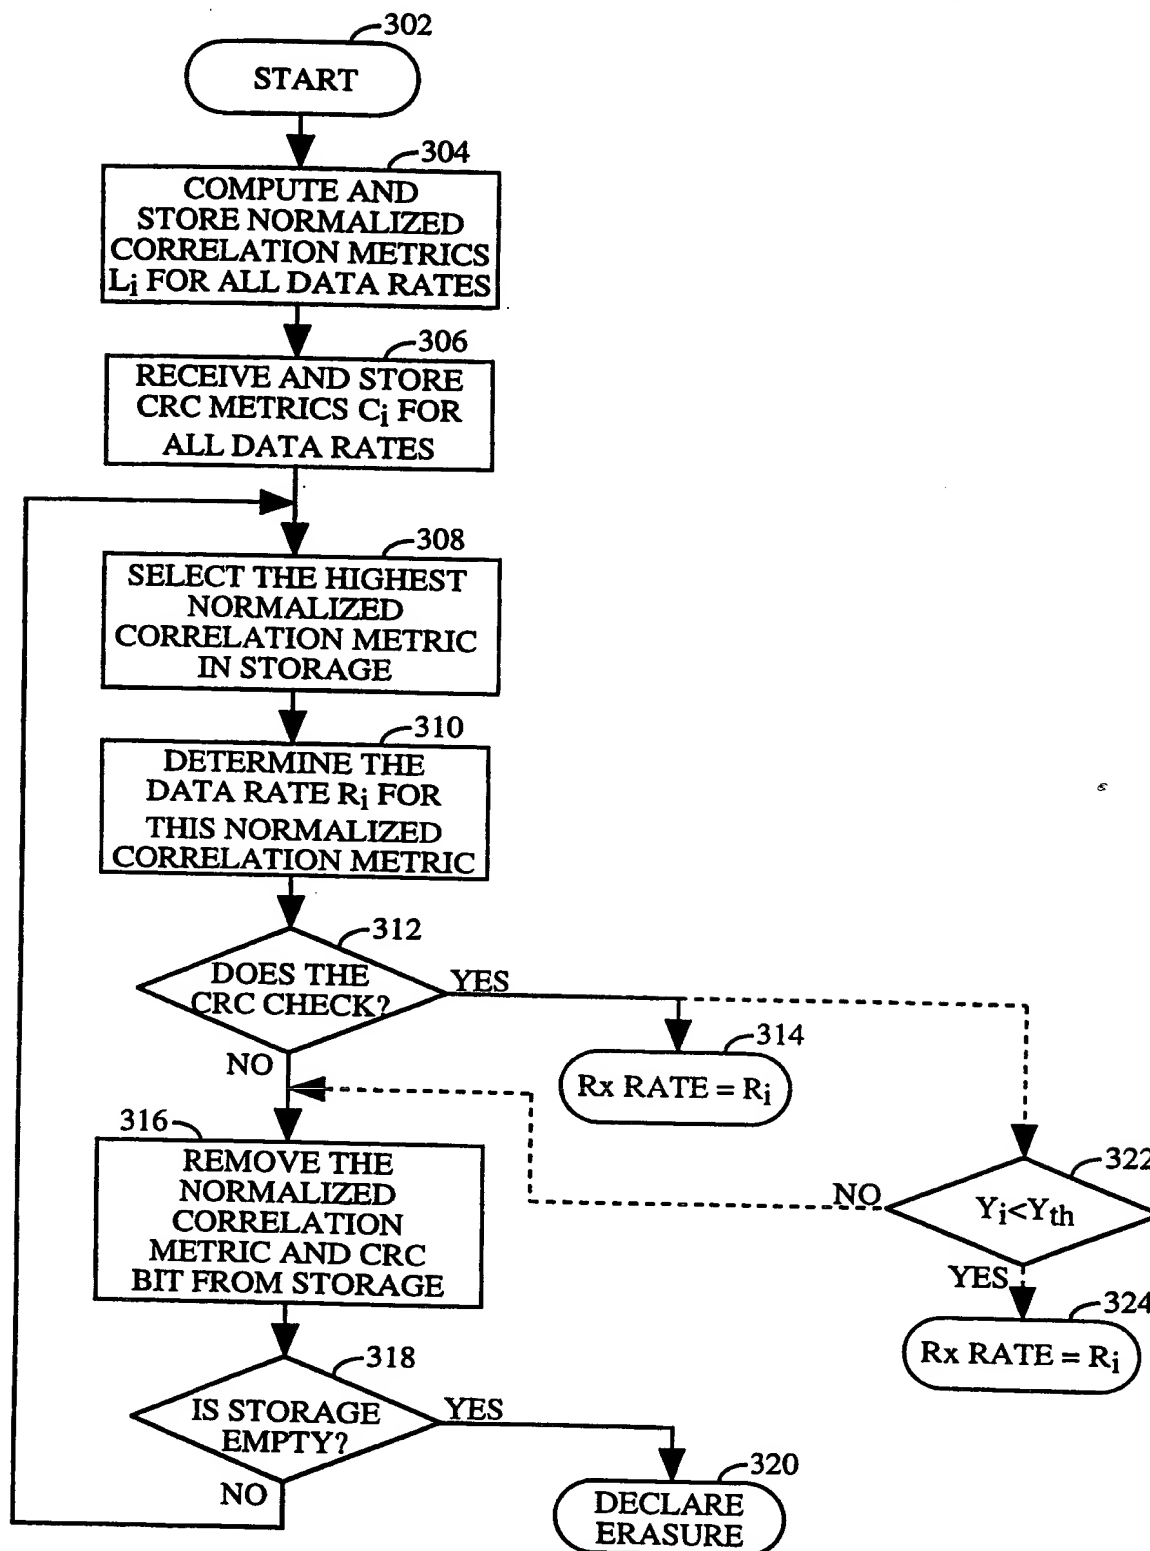 302
START
304
COMPUTE AND
STORE NORMALIZED
CORRELATION METRICS
Li FOR ALL DATA RATES
306
RECEIVE AND STORE
CRC METRICS Ci FOR
ALL DATA RATES
308
SELECT THE HIGHEST
NORMALIZED
CORRELATION METRIC
IN STORAGE
310
DETERMINE THE
DATA RATE Ri FOR
THIS NORMALIZED
CORRELATION METRIC
312
DOES THE
CRC CHECK?
YES
NO
314
Rx RATE = Ri
316
REMOVE THE
NORMALIZED
CORRELATION
METRIC AND CRC
BIT FROM STORAGE
322
Yi<Yth
NO
YES
324
Rx RATE = Ri
318
IS STORAGE
EMPTY?
YES
NO
320
DECLARE
ERASURE